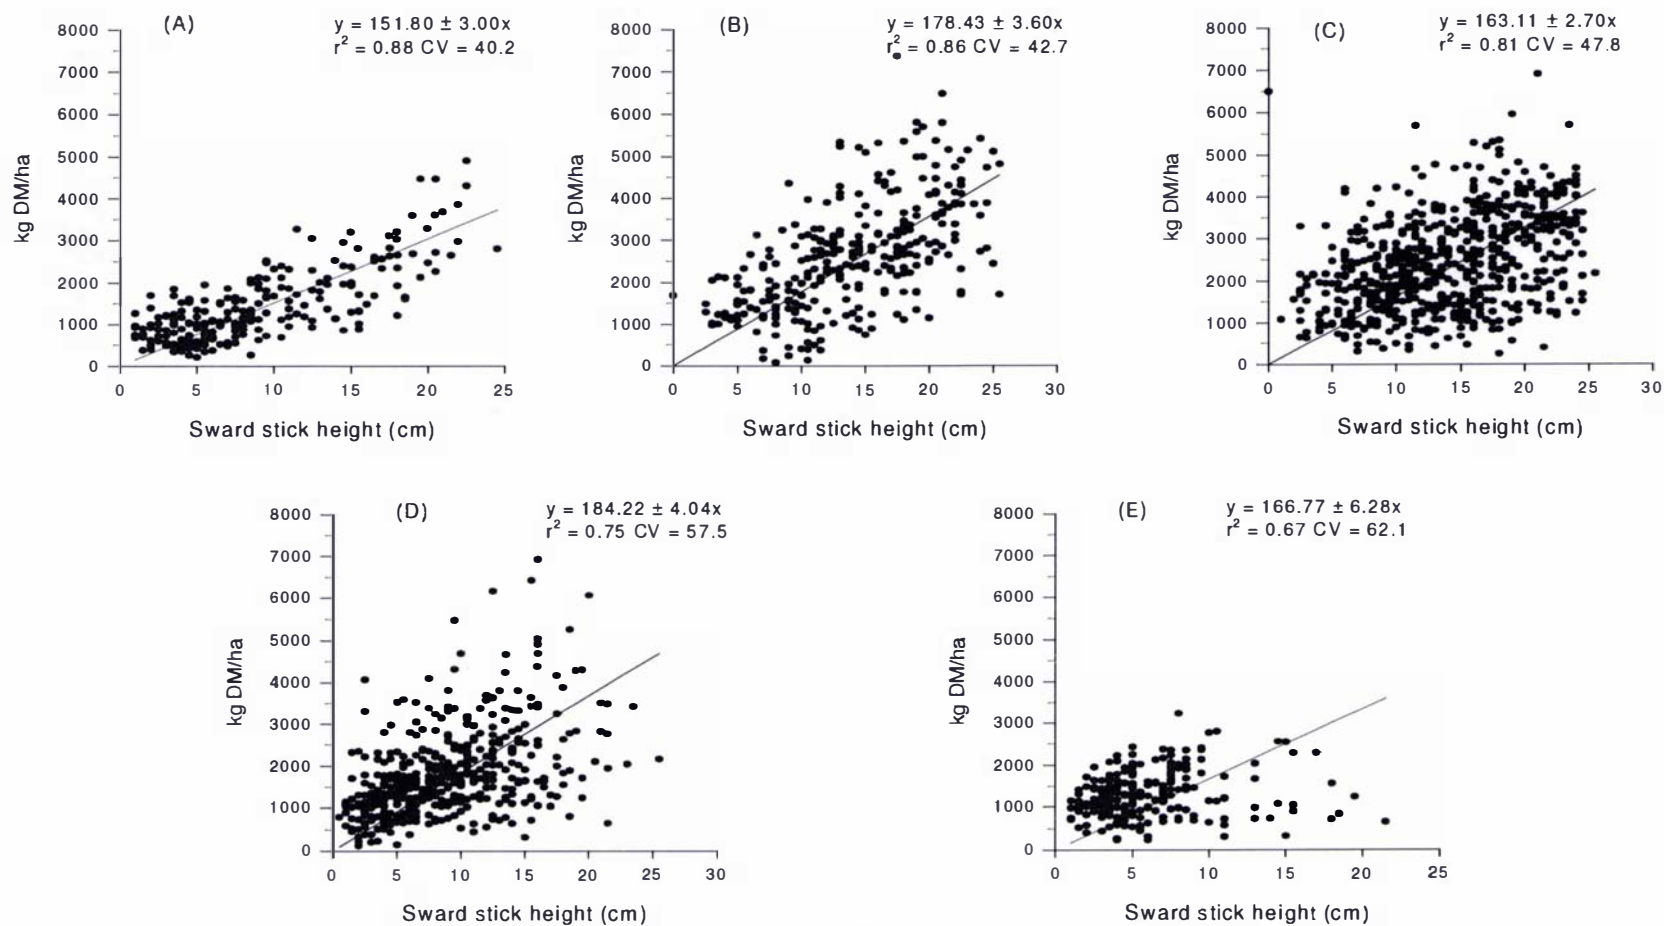 (A)
y = 151.80 ± 3.00x
r² = 0.88 CV = 40.2
8000
7000
6000
5000
4000
3000
2000
1000
0
kg DM/ha
0 5 10 15 20 25
Sward stick height (cm)
(B)
y = 178.43 ± 3.60x
r² = 0.86 CV = 42.7
8000
7000
6000
5000
4000
3000
2000
1000
0
kg DM/ha
0 5 10 15 20 25 30
Sward stick height (cm)
(C)
y = 163.11 ± 2.70x
r² = 0.81 CV = 47.8
8000
7000
6000
5000
4000
3000
2000
1000
0
kg DM/ha
0 5 10 15 20 25 30
Sward stick height (cm)
(D)
y = 184.22 ± 4.04x
r² = 0.75 CV = 57.5
8000
7000
6000
5000
4000
3000
2000
1000
0
kg DM/ha
0 5 10 15 20 25 30
Sward stick height (cm)
(E)
y = 166.77 ± 6.28x
r² = 0.67 CV = 62.1
8000
7000
6000
5000
4000
3000
2000
1000
0
kg DM/ha
0 5 10 15 20 25
Sward stick height (cm)